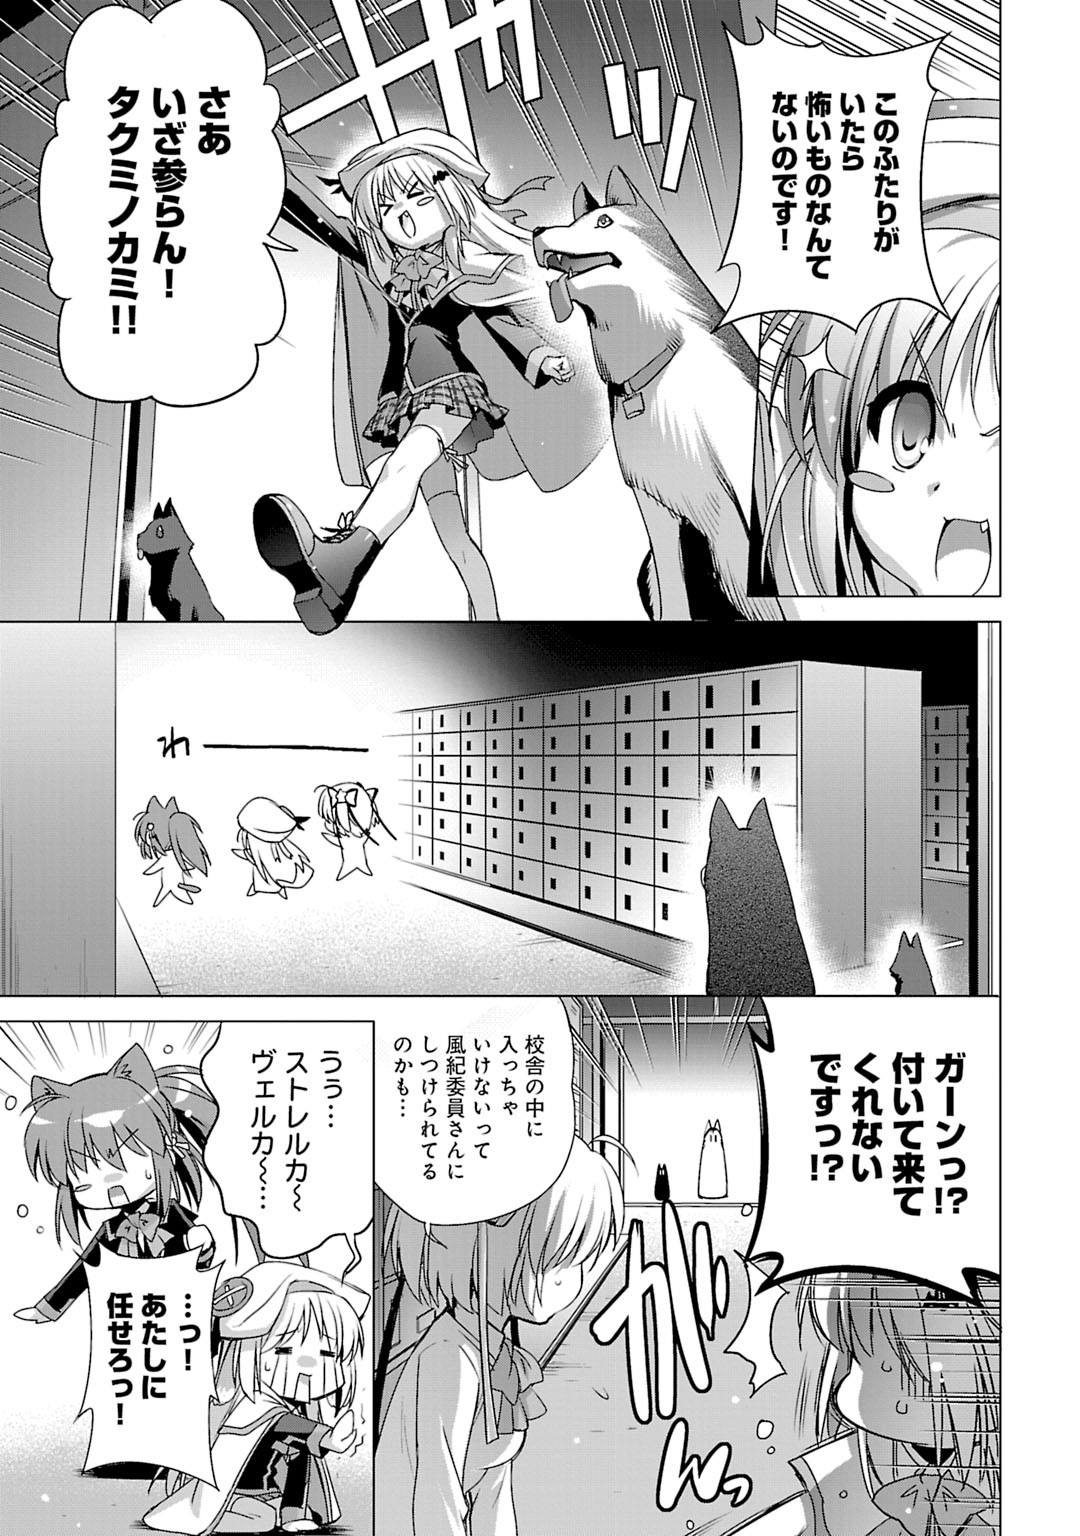 このふたりが
いたら
怖いものなんて
ないのです！
さあ
いざ参らん！
タクミノカミ!!
わ――――
ガーンっ!?
付いて来て
くれない
ですっ!?
ガーンっ
校舎の中に
入っちゃ
いけないって
風紀委員さんに
しつけられてる
のかも…
うぅ…
ストレルカ～
ヴェルカ～…
…っ！
あたしに
任せろっ！